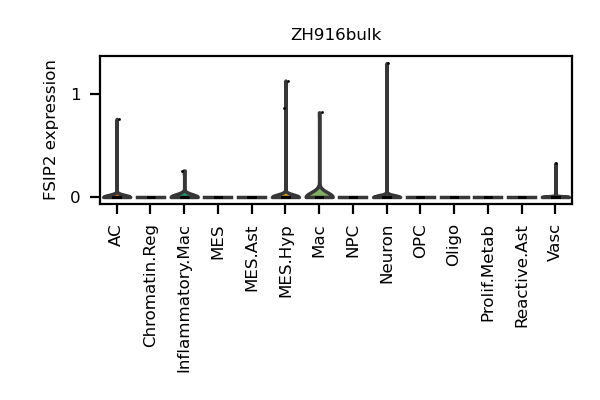 ZH916bulk
FSIP2 expression
1
0
AC
Chromatin.Reg
Inflammatory.Mac
MES
MES.Ast
MES.Hyp
Mac
NPC
Neuron
OPC
Oligo
Prolif.Metab
Reactive.Ast
Vasc